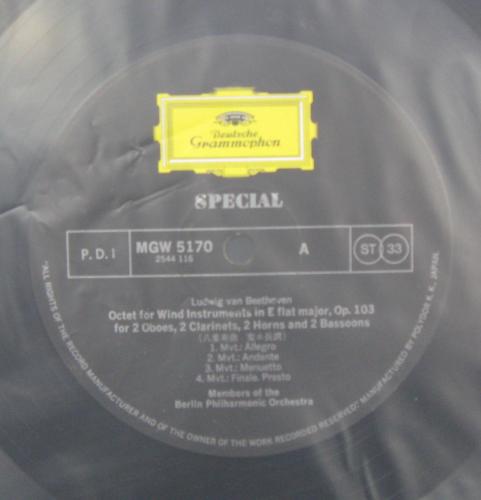 Deutsche
Grammophon
SPECIAL
P.D.1
MGW 5170
2544 116
A
ST 33
Ludwig van Beethoven
Octet for Wind Instruments in E flat major, Op. 103
for 2 Oboes, 2 Clarinets, 2 Horns and 2 Bassoons
1. Mvt.: Allegro
2. Mvt.: Andante
3. Mvt.: Menuetto
4. Mvt.: Finale. Presto
Members of the
Berlin Philharmonic Orchestra
"ALL RIGHTS OF THE RECORD MANUFACTURER AND OF THE OWNER OF THE WORK RECORDED RESERVED" MANUFACTURED BY POLYDOR K.K., JAPAN